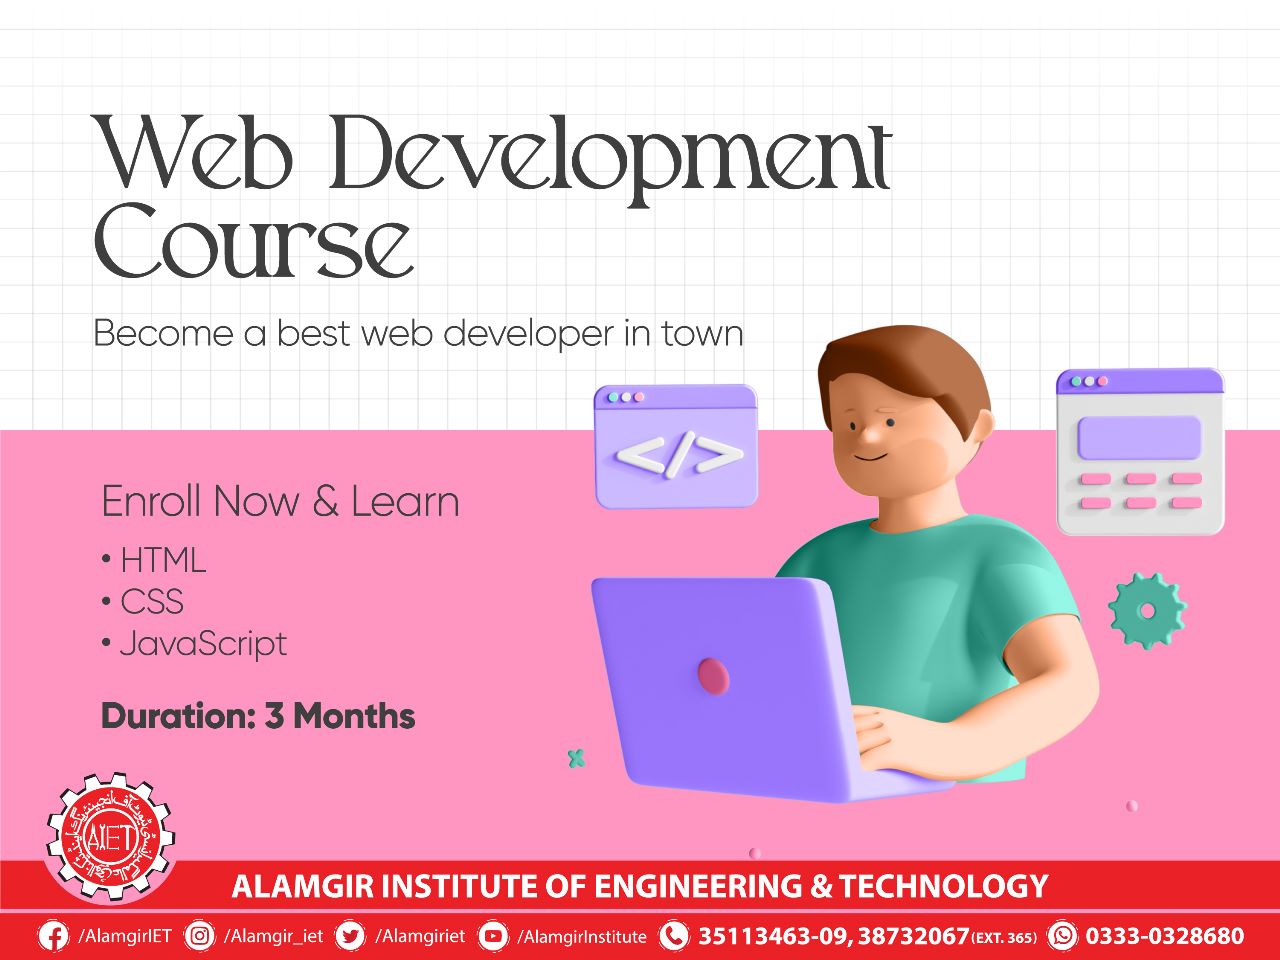 Web Development
Course
Become a best web developer in town
Enroll Now & Learn
• HTML
• CSS
• JavaScript
Duration: 3 Months
</>
AIET
ALAMGIR INSTITUTE OF ENGINEERING & TECHNOLOGY
/AlamgirIET /Alamgir_iet /Alamgiriet /AlamgirInstitute 35113463-09, 38732067(EXT. 365) 0333-0328680